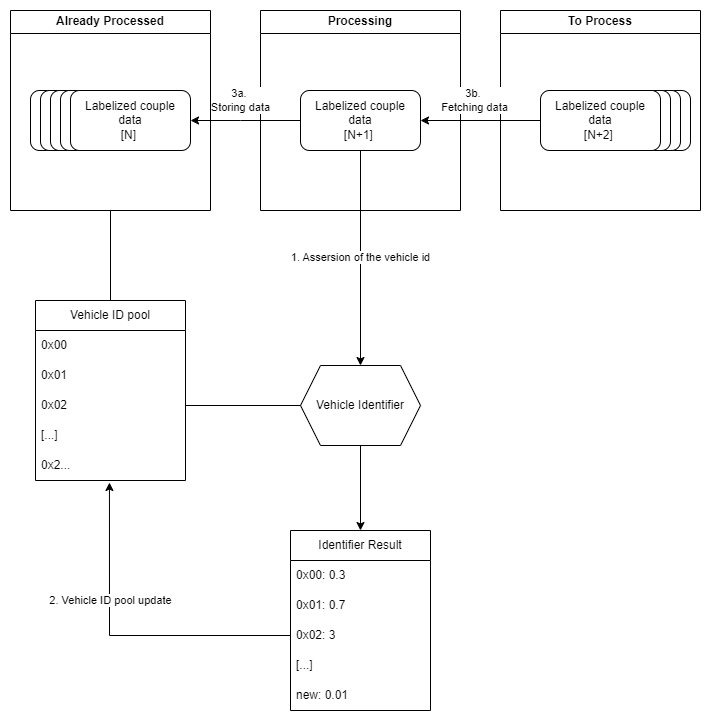 Already Processed
Processing
To Process
Labelized couple
data
[N]
3a.
Storing data
Labelized couple
data
[N+1]
3b.
Fetching data
Labelized couple
data
[N+2]
1. Assersion of the vehicle id
Vehicle ID pool
0x00
0x01
0x02
[...]
0x2...
Vehicle Identifier
2. Vehicle ID pool update
Identifier Result
0x00: 0.3
0x01: 0.7
0x02: 3
[...]
new: 0.01